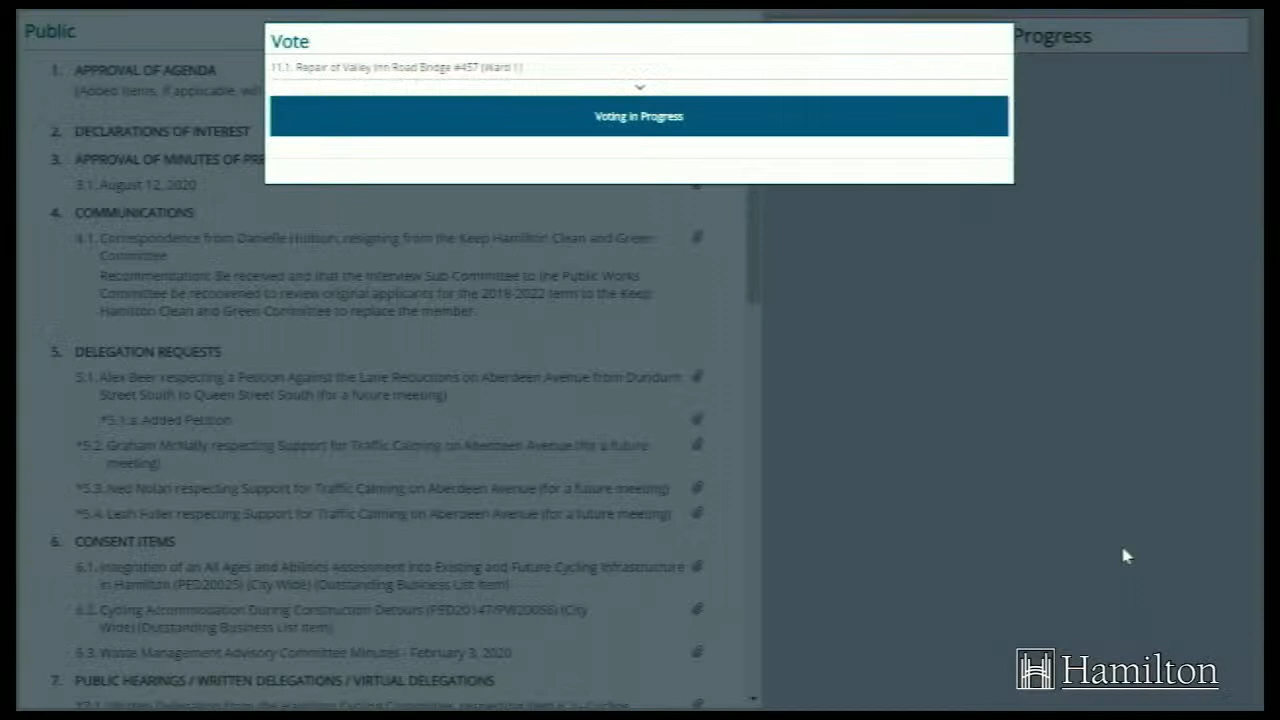 Public
Progress
Vote
11.1. Repair of Valley Inn Road Bridge #457 (Ward 1)
Voting in Progress
1. APPROVAL OF AGENDA
(Added Items, if applicable, will
2. DECLARATIONS OF INTEREST
3. APPROVAL OF MINUTES OF PRE
3.1. August 12, 2020
4. COMMUNICATIONS
4.1. Correspondence from Danielle Hudson, resigning from the Keep Hamilton Clean and Green
Committee
Recommendation: Be received and that the Interview Sub-Committee to the Public Works
Committee be reconvened to review original applicants for the 2018-2022 term to the Keep
Hamilton Clean and Green Committee to replace the member.
5. DELEGATION REQUESTS
5.1. Alex Beer respecting a Petition Against the Lane Reductions on Aberdeen Avenue from Dundurn
Street South to Queen Street South (for a future meeting)
*5.1.a. Added Petition
*5.2. Graham McNally respecting Support for Traffic Calming on Aberdeen Avenue (for a future
meeting)
*5.3. Ned Nolan respecting Support for Traffic Calming on Aberdeen Avenue (for a future meeting)
*5.4. Leah Fuller respecting Support for Traffic Calming on Aberdeen Avenue (for a future meeting)
6. CONSENT ITEMS
6.1. Integration of an All Ages and Abilities Assessment Into Existing and Future Cycling Infrastructure
in Hamilton (PED20025) (City Wide) (Outstanding Business List Item)
6.2. Cycling Accommodation During Construction Detours (PED20147/PW20056) (City
Wide) (Outstanding Business List Item)
6.3. Waste Management Advisory Committee Minutes - February 3, 2020
7. PUBLIC HEARINGS / WRITTEN DELEGATIONS / VIRTUAL DELEGATIONS
Hamilton